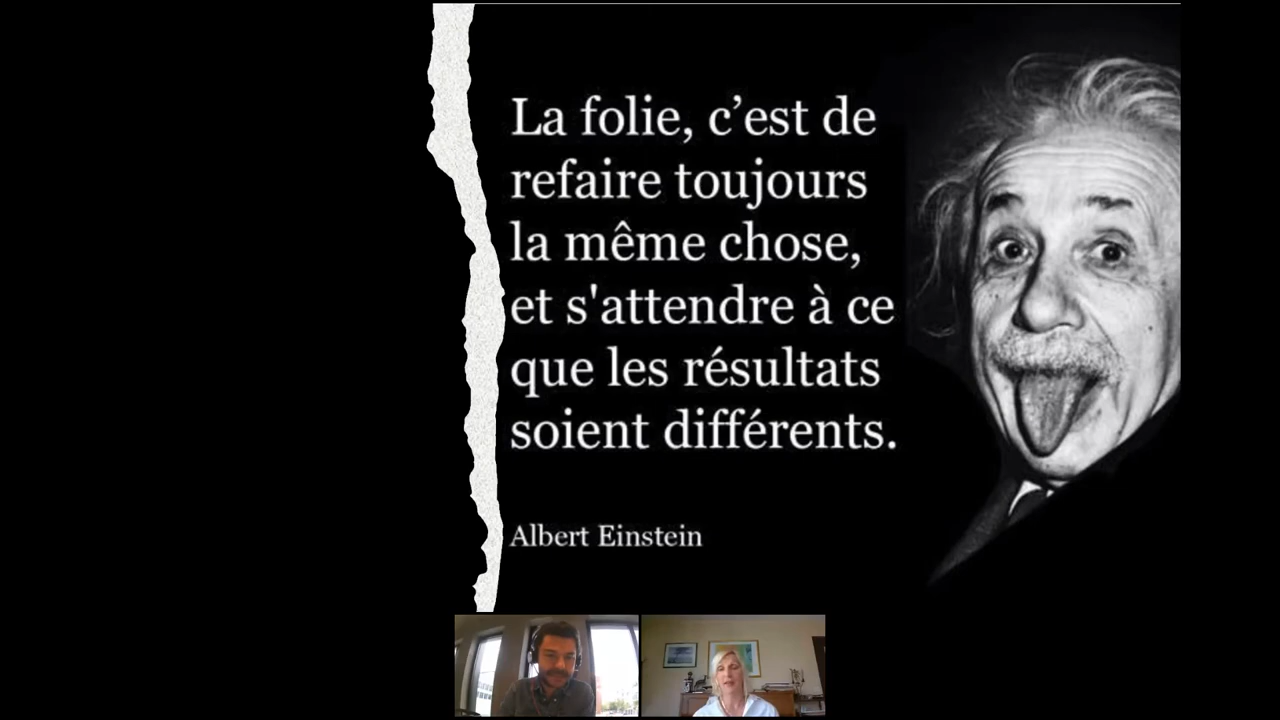 La folie, c’est de
refaire toujours
la même chose,
et s'attendre à ce
que les résultats
soient différents.
Albert Einstein